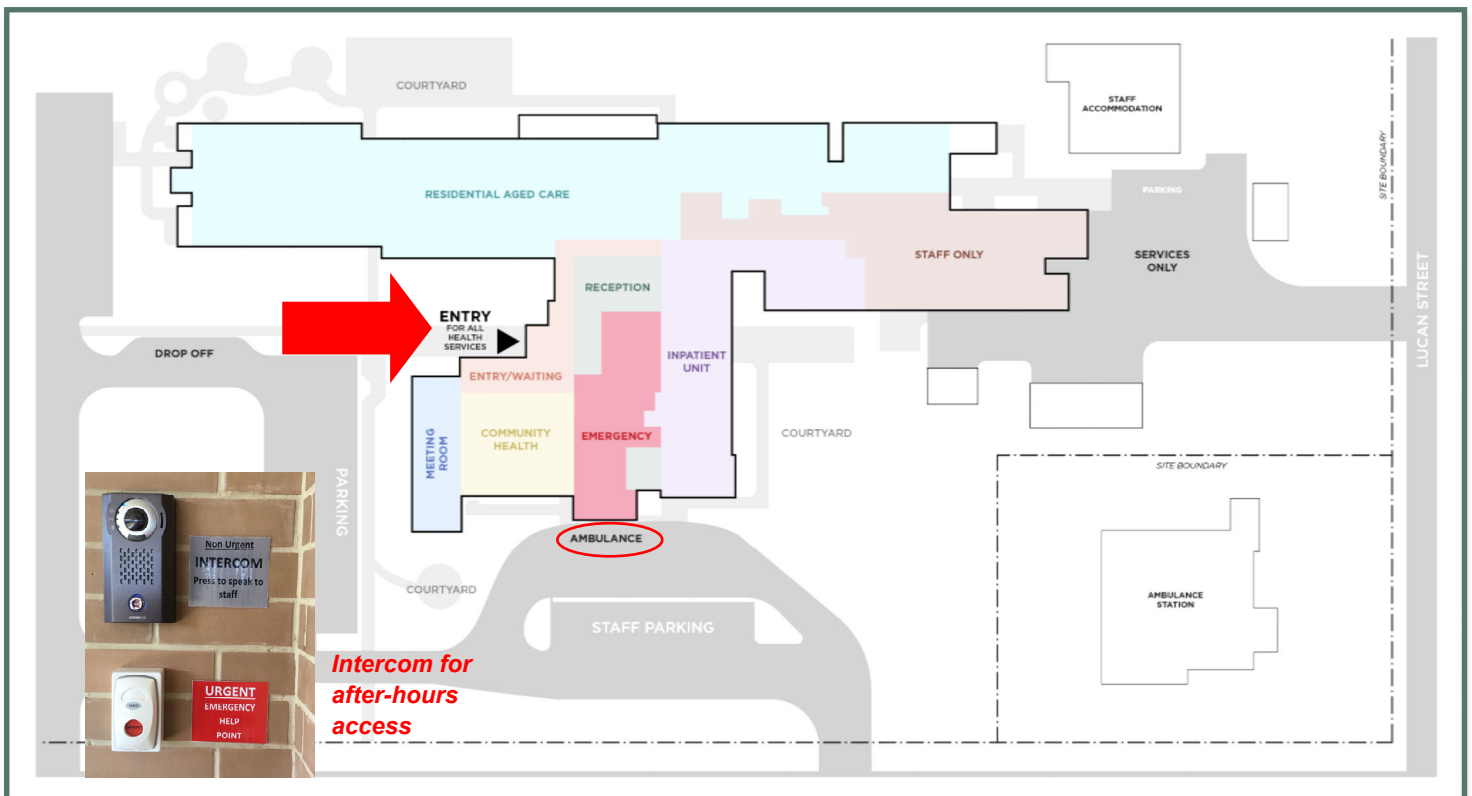 COURTYARD
STAFF
ACCOMMODATION
SITE BOUNDARY
PARKING
RESIDENTIAL AGED CARE
STAFF ONLY
SERVICES
ONLY
LUCAN STREET
RECEPTION
ENTRY
FOR ALL
HEALTH
SERVICES
DROP OFF
INPATIENT
UNIT
ENTRY/WAITING
MEETING
ROOM
COMMUNITY
HEALTH
EMERGENCY
COURTYARD
SITE BOUNDARY
PARKING
AMBULANCE
COURTYARD
STAFF PARKING
AMBULANCE
STATION
Non Urgent
INTERCOM
Press to speak to
staff
URGENT
EMERGENCY
HELP
POINT
Intercom for
after-hours
access